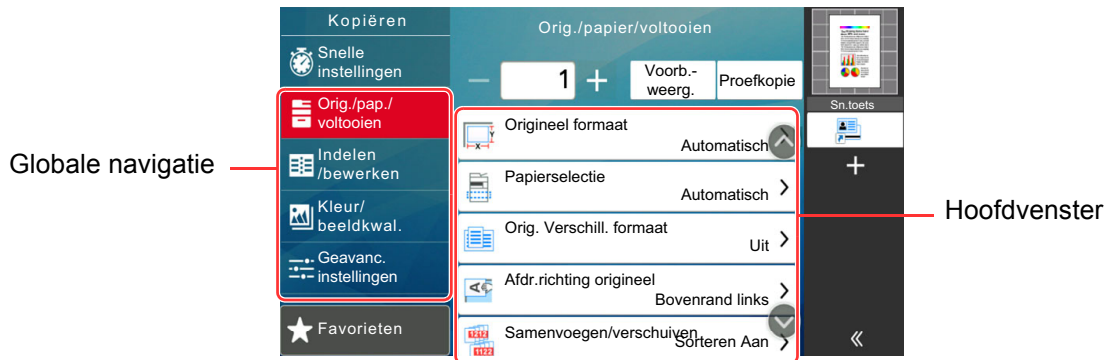 Kopiëren
Snelle
instellingen
Orig./pap./
voltooien
Indelen
/bewerken
Kleur/
beeldkwal.
Geavanc.
instellingen
Favorieten
Globale navigatie
Orig./papier/voltooien
1
Voorb.-
weerg.
Proefkopie
Origineel formaat
Automatisch
Papierselectie
Automatisch
Orig. Verschill. formaat
Uit
Afdr.richting origineel
Bovenrand links
Samenvoegen/verschuiven
Sorteren Aan
Sn.toets
Hoofdvenster